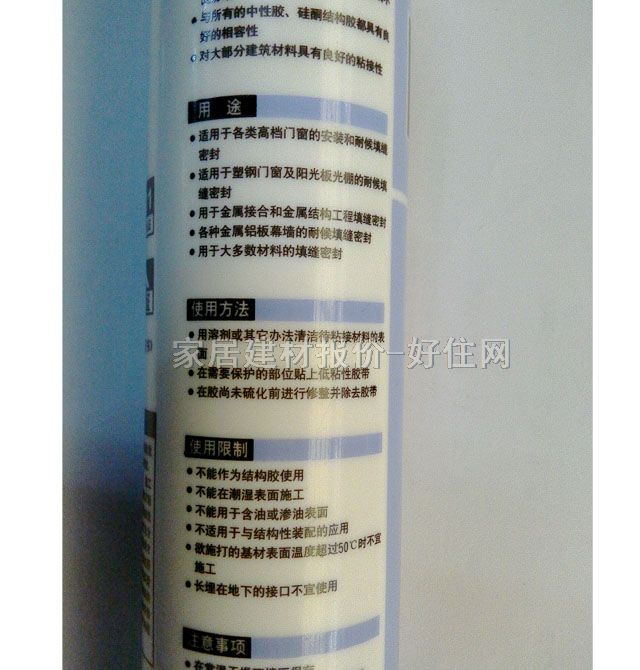 与所有的中性胶、硅酮结构胶都具有良
好的相容性
对大部分建筑材料具有良好的粘接性
用 途
适用于各类高档门窗的安装和耐候填缝
密封
适用于塑钢门窗及阳光板光棚的耐候填
缝密封
用于金属接合和金属结构工程填缝密封
各种金属铝板幕墙的耐候填缝密封
用于大多数材料的填缝密封
使用方法
用溶剂或其它办法清洁待粘接材料的表
面
在需要保护的部位贴上低粘性胶带
在胶尚未硫化前进行修整并除去胶带
家居建材报价-好住网
使用限制
不能作为结构胶使用
不能在潮湿表面施工
不能用于含油或渗油表面
不适用于与结构性装配的应用
欲施打的基材表面温度超过50℃时不宜
施工
长埋在地下的接口不宜使用
注意事项